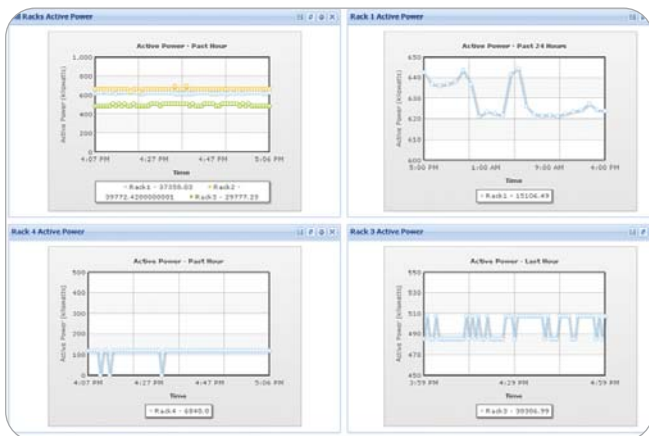 al Racks Active Power
Active Power - Past Hour
Active Power (kilowatts)
1,000
800
600
400
200
0
4:07 PM 4:27 PM 4:47 PM 5:06 PM
Time
Rack1 - 37350.03 Rack2 -
39772.4200000001 Rack3 - 29777.23
Rack 1 Active Power
Active Power - Past 24 Hours
Active Power (kilowatts)
650
640
630
620
610
600
5:00 PM 1:00 AM 9:00 AM 4:00 PM
Time
Rack1 - 15106.49
Rack 4 Active Power
Active Power - Past Hour
Active Power (kilowatts)
500
400
300
200
100
0
4:07 PM 4:27 PM 4:47 PM 5:06 PM
Time
Rack4 - 6840.0
Rack 3 Active Power
Active Power - Last Hour
Active Power (kilowatts)
550
530
510
490
470
450
3:59 PM 4:29 PM 4:59 PM
Time
Rack3 - 30306.99